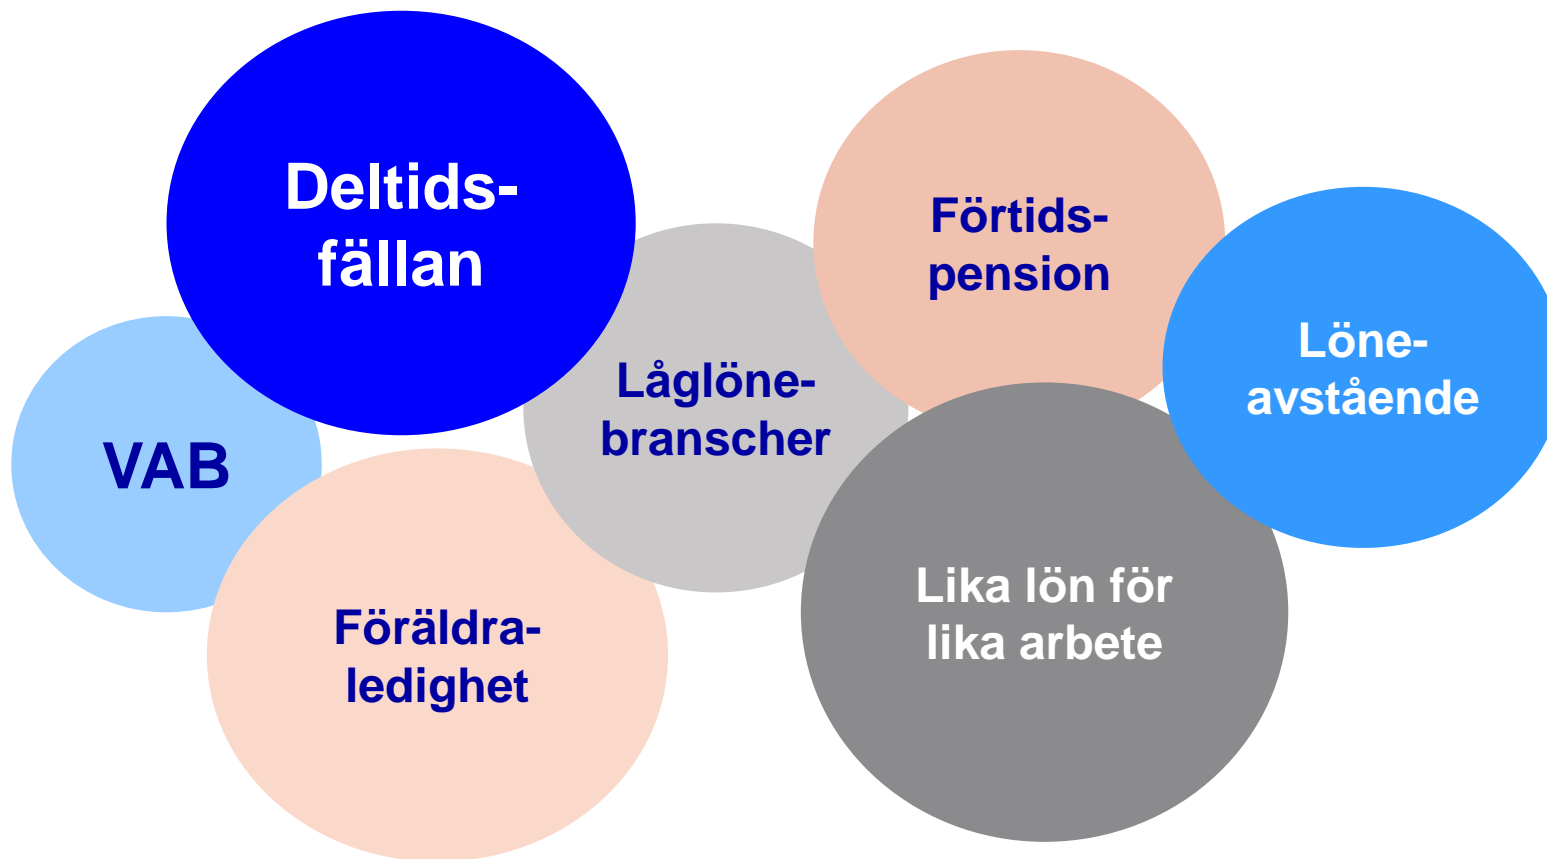 Deltids-
fällan
Förtids-
pension
Löne-
avstående
Låglöne-
branscher
VAB
Föräldra-
ledighet
Lika lön för
lika arbete